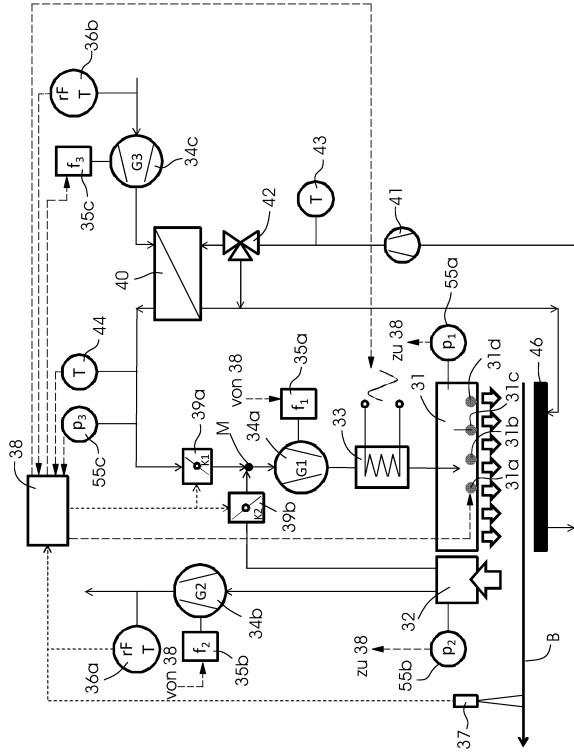 36b
rF
T
f3
35c
G3
34c
T
43
42
41
40
44
T
p3
55c
38
39a
K1
von 38
35a
f1
M
34a
G1
33
39b
K2
zu 38
55a
p1
31
31d
31c
31b
31a
46
G2
34b
32
36a
rF
T
von 38
f2
35b
zu 38
p2
55b
37
B